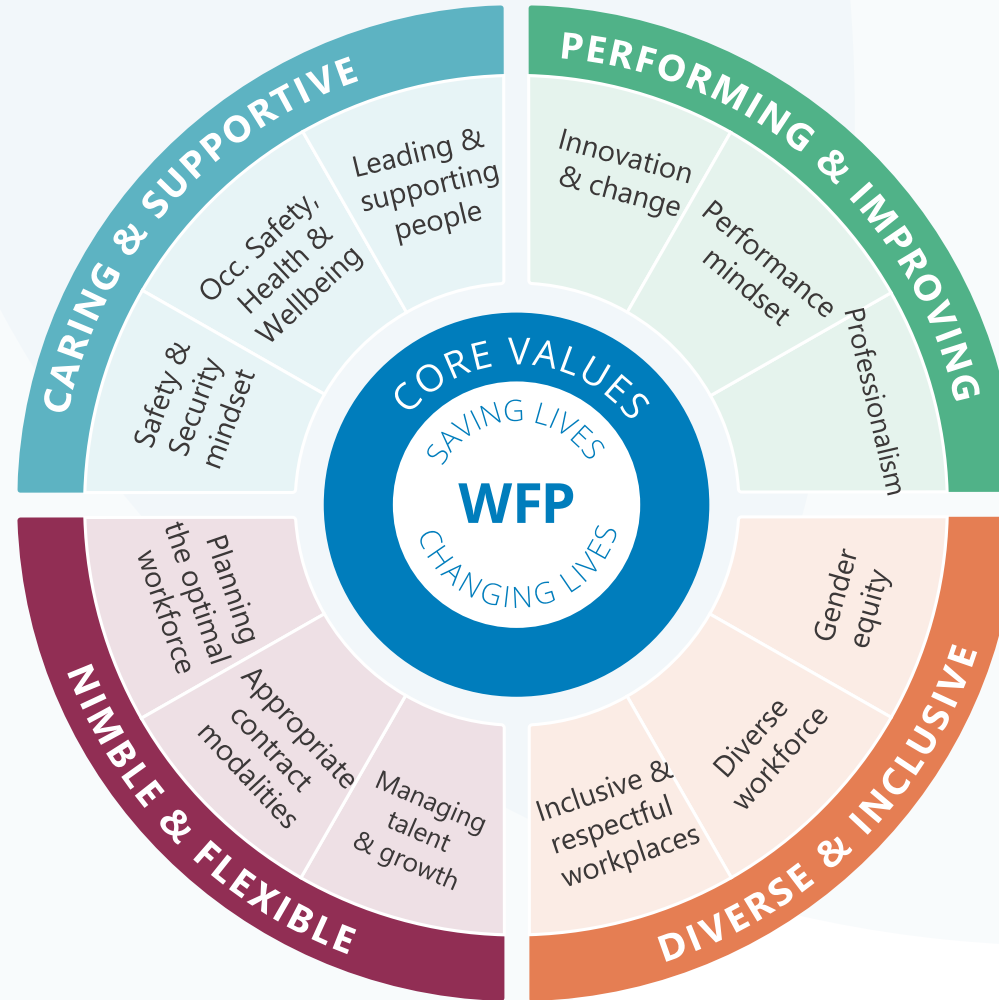 CARING & SUPPORTIVE
Leading &
supporting
people
Occ. Safety,
Health &
Wellbeing
Safety &
Security
mindset
PERFORMING & IMPROVING
Innovation
& change
Performance
mindset
Professionalism
CORE VALUES
SAVING LIVES
WFP
CHANGING LIVES
NIMBLE & FLEXIBLE
Planning
the optimal
workforce
Appropriate
contract
modalities
Managing
talent
& growth
DIVERSE & INCLUSIVE
Gender
equity
Diverse
workforce
Inclusive &
respectful
workplaces